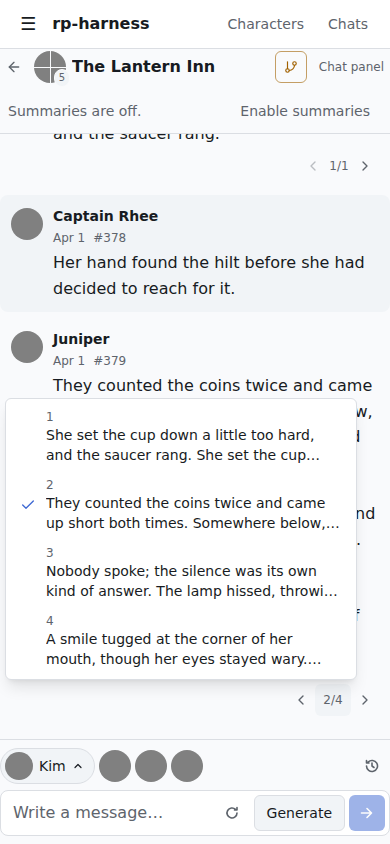 rp-harness
Characters
Chats
5
The Lantern Inn
Chat panel
Summaries are off.
Enable summaries
and the saucer rang.
1/1
Captain Rhee
Apr 1 #378
Her hand found the hilt before she had
decided to reach for it.
Juniper
Apr 1 #379
They counted the coins twice and came
w,
1
She set the cup down a little too hard,
and the saucer rang. She set the cup…
2
They counted the coins twice and came
up short both times. Somewhere below,…
3
Nobody spoke; the silence was its own
kind of answer. The lamp hissed, throwi…
4
A smile tugged at the corner of her
mouth, though her eyes stayed wary.…
nd
2/4
Kim
Write a message…
Generate